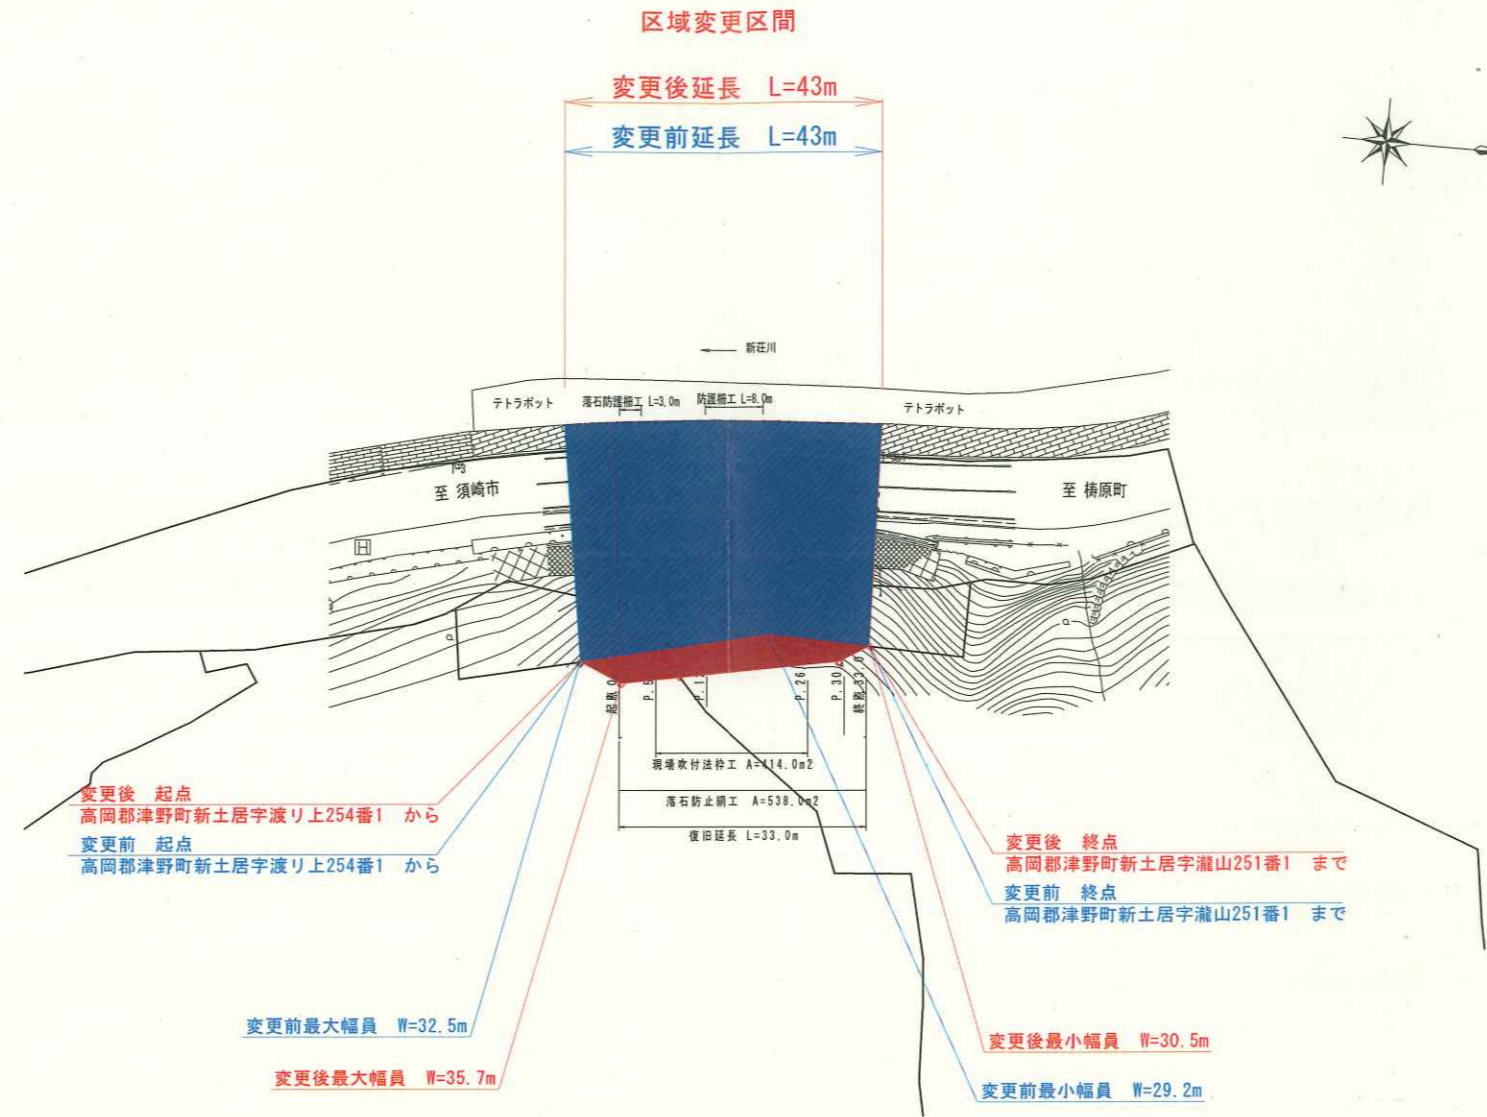 区域変更区間
変更後延長 L=43m
変更前延長 L=43m
新荘川
テトラポット
落石防護柵工 L=3.0m
防護柵工 L=8.0m
テトラポット
至 須崎市
至 梼原町
H
起点 0
P.5
P.26
P.30
終点 33.0
現場吹付法枠工 A=414.0m2
落石防止網工 A=538.0m2
復旧延長 L=33.0m
変更後 起点
高岡郡津野町新土居字渡リ上254番1 から
変更前 起点
高岡郡津野町新土居字渡リ上254番1 から
変更後 終点
高岡郡津野町新土居字瀧山251番1 まで
変更前 終点
高岡郡津野町新土居字瀧山251番1 まで
変更前最大幅員 W=32.5m
変更後最大幅員 W=35.7m
変更後最小幅員 W=30.5m
変更前最小幅員 W=29.2m